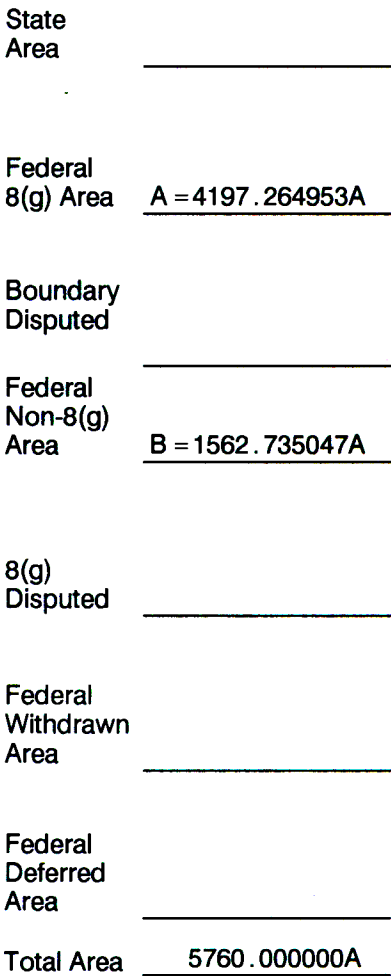 State
Area
Federal
8(g) Area A =4197.264953A
Boundary
Disputed
Federal
Non-8(g)
Area B =1562.735047A
8(g)
Disputed
Federal
Withdrawn
Area
Federal
Deferred
Area
Total Area 5760.000000A